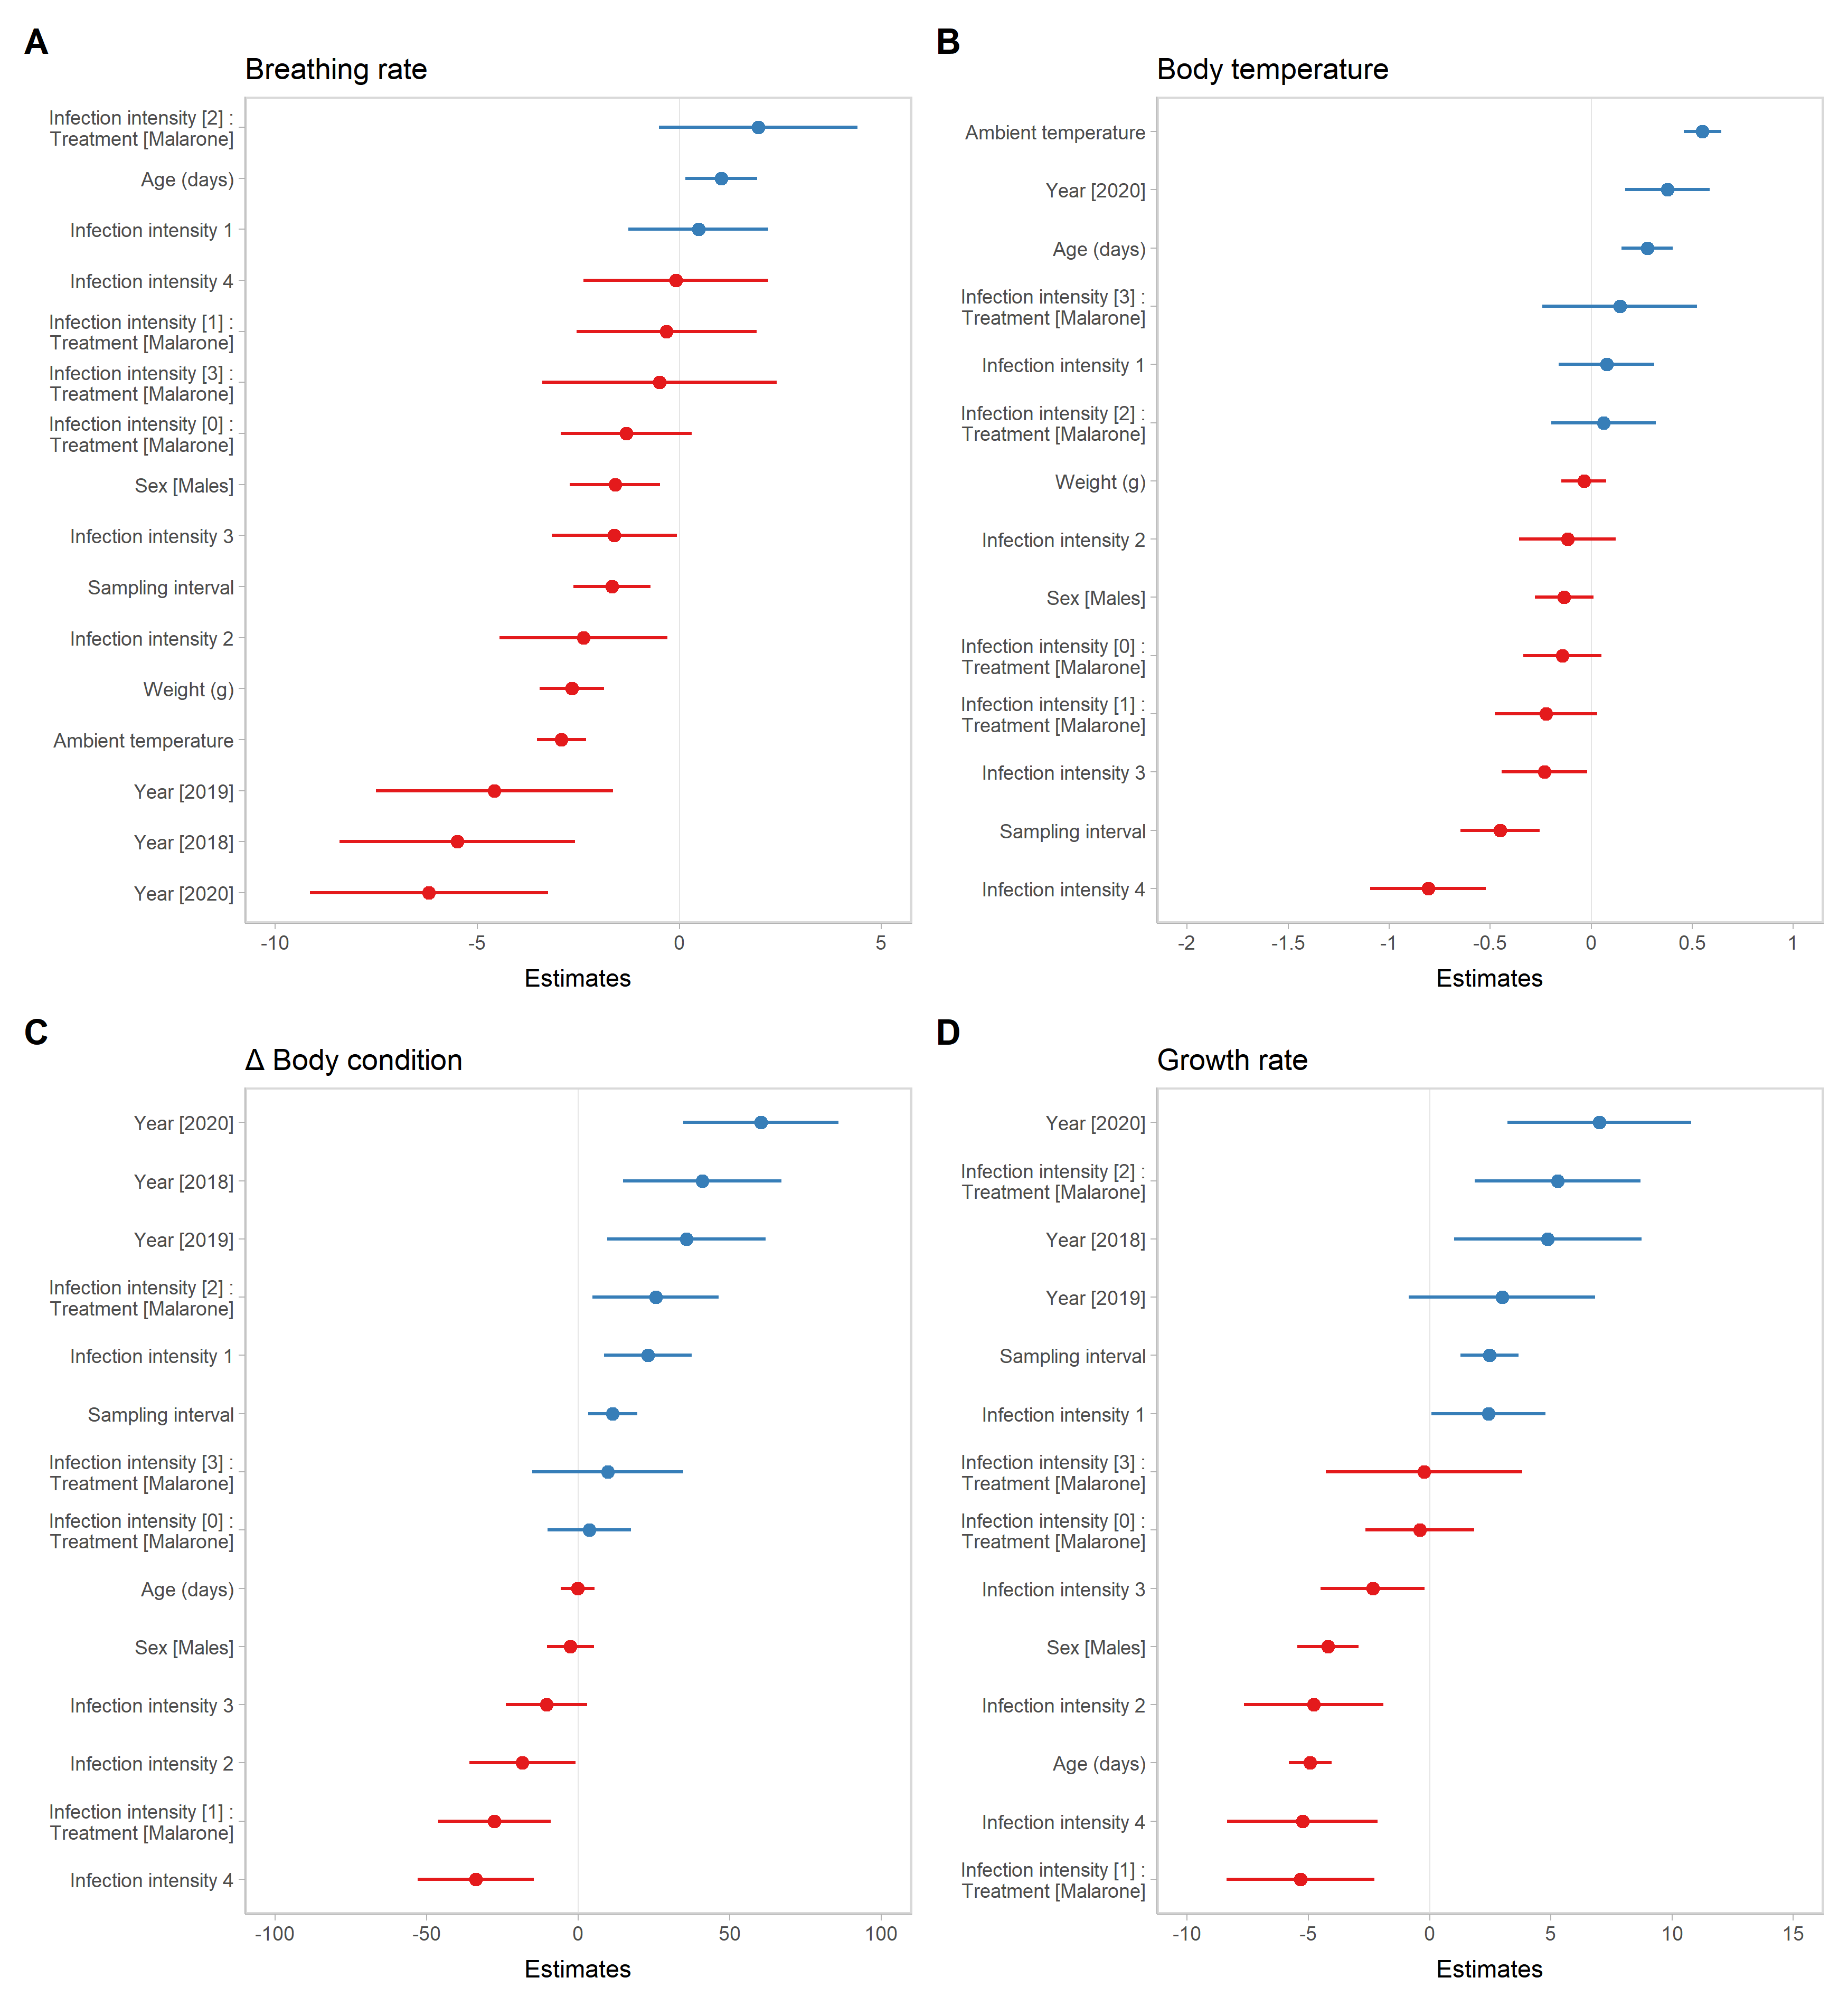 A
Breathing rate
Infection intensity [2] :
Treatment [Malarone]
Age (days)
Infection intensity 1
Infection intensity 4
Infection intensity [1] :
Treatment [Malarone]
Infection intensity [3] :
Treatment [Malarone]
Infection intensity [0] :
Treatment [Malarone]
Sex [Males]
Infection intensity 3
Sampling interval
Infection intensity 2
Weight (g)
Ambient temperature
Year [2019]
Year [2018]
Year [2020]
-10 -5 0 5
Estimates
B
Body temperature
Ambient temperature
Year [2020]
Age (days)
Infection intensity [3] :
Treatment [Malarone]
Infection intensity 1
Infection intensity [2] :
Treatment [Malarone]
Weight (g)
Infection intensity 2
Sex [Males]
Infection intensity [0] :
Treatment [Malarone]
Infection intensity [1] :
Treatment [Malarone]
Infection intensity 3
Sampling interval
Infection intensity 4
-2 -1.5 -1 -0.5 0 0.5 1
Estimates
C
Δ Body condition
Year [2020]
Year [2018]
Year [2019]
Infection intensity [2] :
Treatment [Malarone]
Infection intensity 1
Sampling interval
Infection intensity [3] :
Treatment [Malarone]
Infection intensity [0] :
Treatment [Malarone]
Age (days)
Sex [Males]
Infection intensity 3
Infection intensity 2
Infection intensity [1] :
Treatment [Malarone]
Infection intensity 4
-100 -50 0 50 100
Estimates
D
Growth rate
Year [2020]
Infection intensity [2] :
Treatment [Malarone]
Year [2018]
Year [2019]
Sampling interval
Infection intensity 1
Infection intensity [3] :
Treatment [Malarone]
Infection intensity [0] :
Treatment [Malarone]
Infection intensity 3
Sex [Males]
Infection intensity 2
Age (days)
Infection intensity 4
Infection intensity [1] :
Treatment [Malarone]
-10 -5 0 5 10 15
Estimates